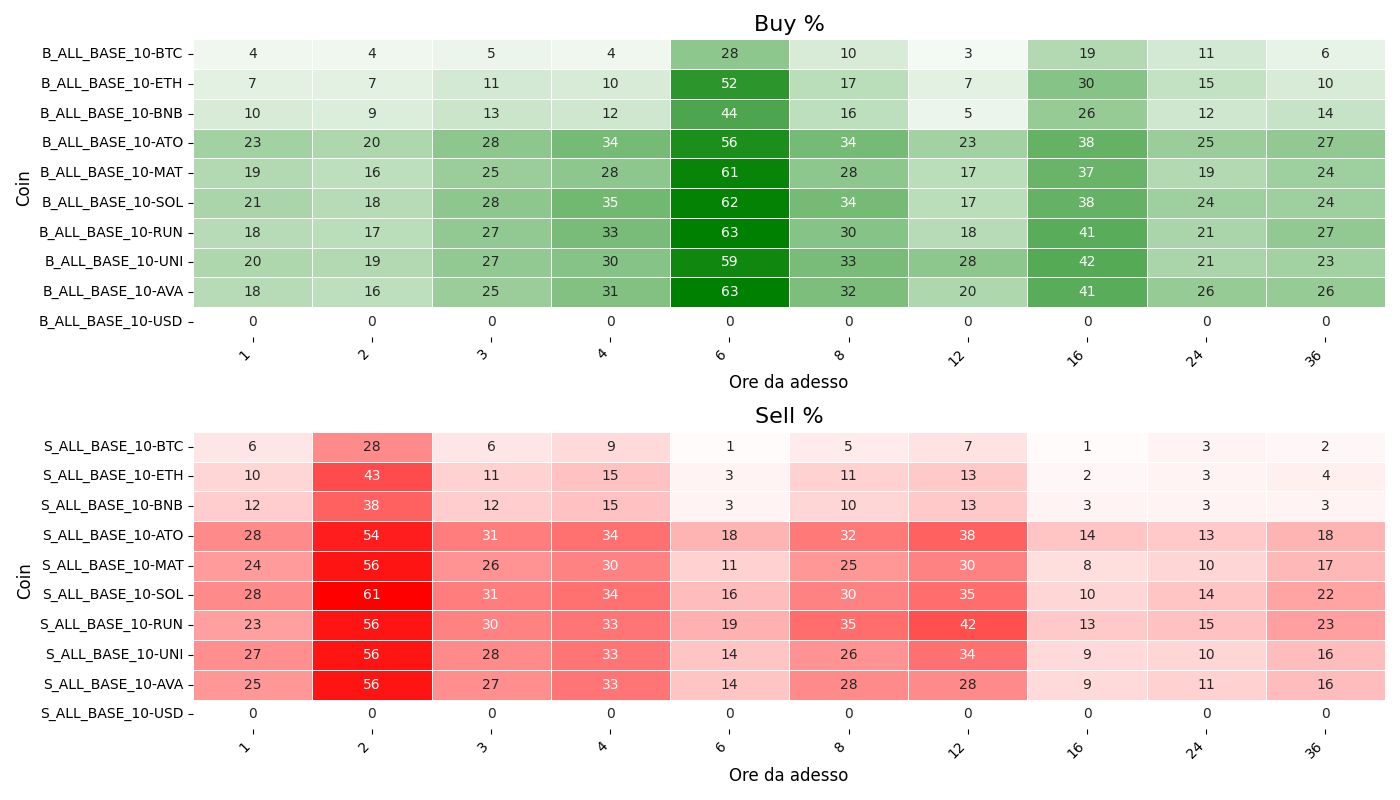 Buy %
Coin
B_ALL_BASE_10-BTC 4 4 5 4 28 10 3 19 11 6
B_ALL_BASE_10-ETH 7 7 11 10 52 17 7 30 15 10
B_ALL_BASE_10-BNB 10 9 13 12 44 16 5 26 12 14
B_ALL_BASE_10-ATO 23 20 28 34 56 34 23 38 25 27
B_ALL_BASE_10-MAT 19 16 25 28 61 28 17 37 19 24
B_ALL_BASE_10-SOL 21 18 28 35 62 34 17 38 24 24
B_ALL_BASE_10-RUN 18 17 27 33 63 30 18 41 21 27
B_ALL_BASE_10-UNI 20 19 27 30 59 33 28 42 21 23
B_ALL_BASE_10-AVA 18 16 25 31 63 32 20 41 26 26
B_ALL_BASE_10-USD 0 0 0 0 0 0 0 0 0 0
1 2 3 4 6 8 12 16 24 36
Ore da adesso
Sell %
Coin
S_ALL_BASE_10-BTC 6 28 6 9 1 5 7 1 3 2
S_ALL_BASE_10-ETH 10 43 11 15 3 11 13 2 3 4
S_ALL_BASE_10-BNB 12 38 12 15 3 10 13 3 3 3
S_ALL_BASE_10-ATO 28 54 31 34 18 32 38 14 13 18
S_ALL_BASE_10-MAT 24 56 26 30 11 25 30 8 10 17
S_ALL_BASE_10-SOL 28 61 31 34 16 30 35 10 14 22
S_ALL_BASE_10-RUN 23 56 30 33 19 35 42 13 15 23
S_ALL_BASE_10-UNI 27 56 28 33 14 26 34 9 10 16
S_ALL_BASE_10-AVA 25 56 27 33 14 28 28 9 11 16
S_ALL_BASE_10-USD 0 0 0 0 0 0 0 0 0 0
1 2 3 4 6 8 12 16 24 36
Ore da adesso